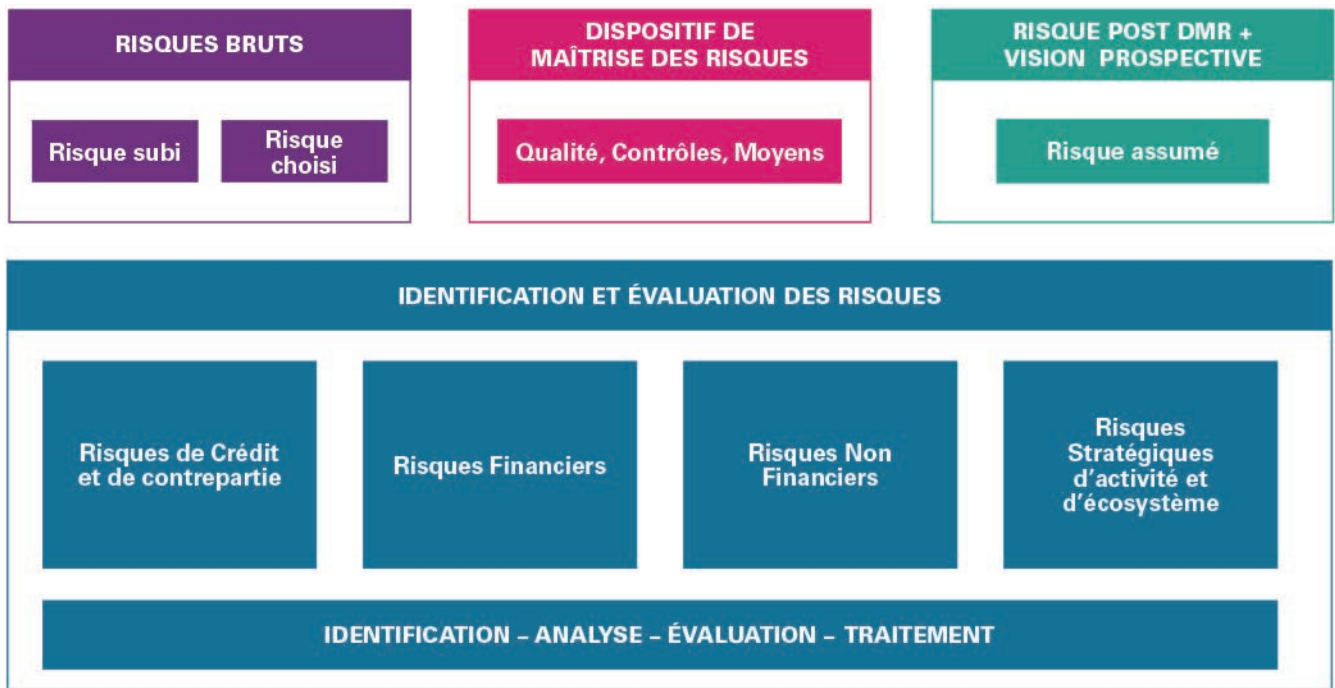 RISQUES BRUTS
Risque subi
Risque
choisi
DISPOSITIF DE
MAÎTRISE DES RISQUES
Qualité, Contrôles, Moyens
RISQUE POST DMR +
VISION PROSPECTIVE
Risque assumé
IDENTIFICATION ET ÉVALUATION DES RISQUES
Risques de Crédit
et de contrepartie
Risques Financiers
Risques Non
Financiers
Risques
Stratégiques
d’activité et
d’écosystème
IDENTIFICATION – ANALYSE – ÉVALUATION – TRAITEMENT